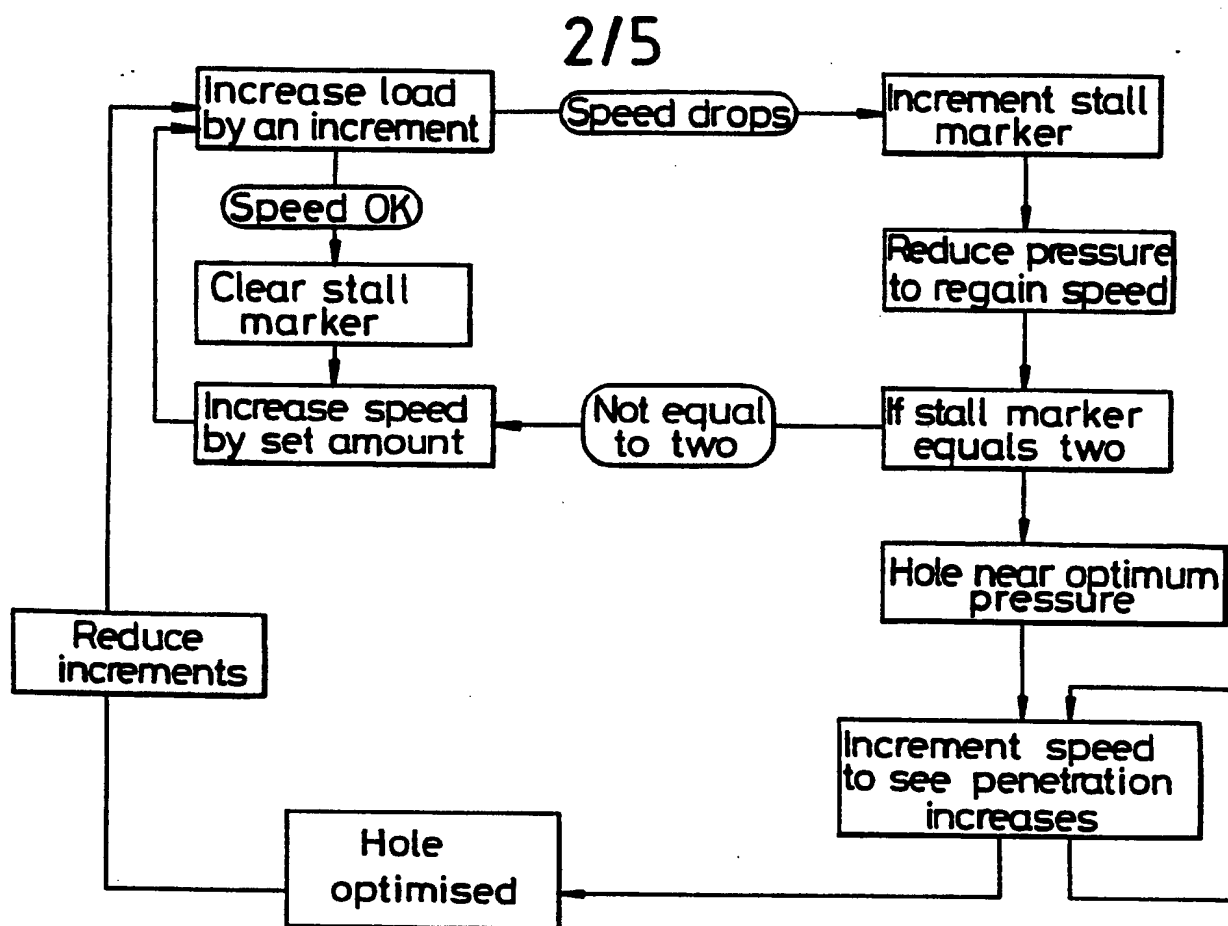 2/5
Increase load
by an increment
Speed drops
Increment stall
marker
Speed OK
Reduce pressure
to regain speed
Clear stall
marker
Increase speed
by set amount
Not equal
to two
If stall marker
equals two
Hole near optimum
pressure
Reduce
increments
Increment speed
to see penetration
increases
Hole
optimised